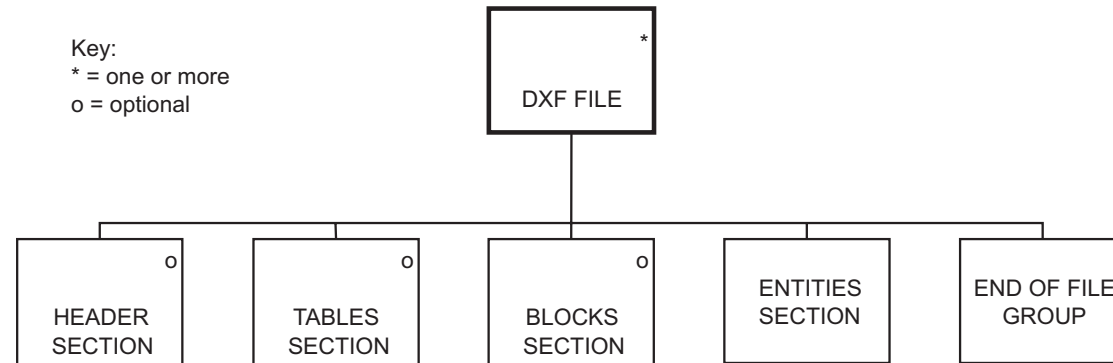 Key:
* = one or more
o = optional
*
DXF FILE
o
HEADER
SECTION
o
TABLES
SECTION
o
BLOCKS
SECTION
ENTITIES
SECTION
END OF FILE
GROUP